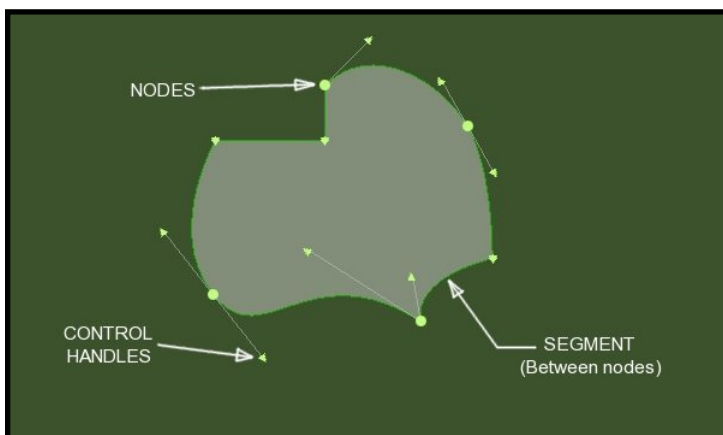 NODES
CONTROL
HANDLES
SEGMENT
(Between nodes)